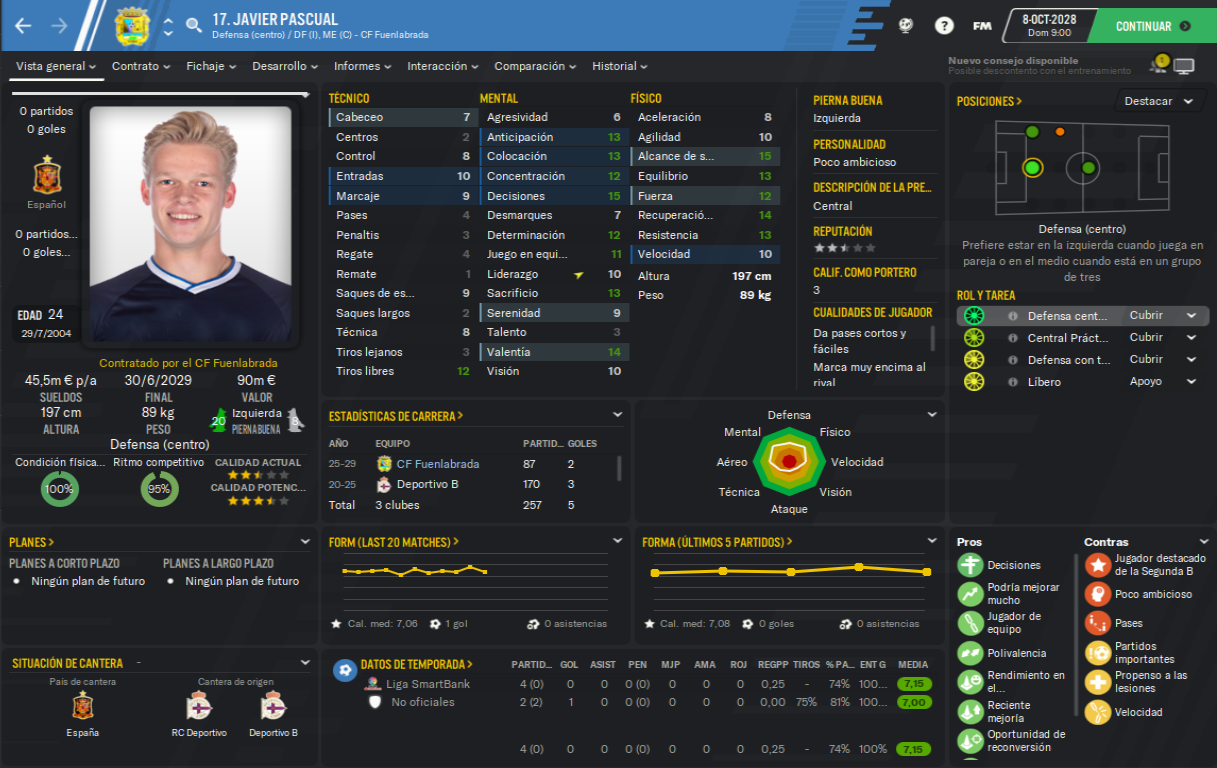 17. JAVIER PASCUAL
Defensa (centro) / DF (I), ME (C) - CF Fuenlabrada
?
FM
8-OCT-2028
Dom 9:00
CONTINUAR
Vista general
Contrato
Fichaje
Desarrollo
Informes
Interacción
Comparación
Historial
Nuevo consejo disponible
Posible descontento con el entrenamiento
1
0 partidos
0 goles
Español
0 partidos...
0 goles...
EDAD 24
29/7/2004
Contratado por el CF Fuenlabrada
45,5m € p/a
30/6/2029
90m €
SUELDOS
FINAL
VALOR
197 cm
89 kg
20
Izquierda
8
ALTURA
PESO
PIERNA BUENA
Defensa (centro)
Condición física...
Ritmo competitivo
CALIDAD ACTUAL
100%
95%
CALIDAD POTENC...
TÉCNICO
Cabeceo 7
Centros 2
Control 8
Entradas 10
Marcaje 9
Pases 4
Penaltis 3
Regate 4
Remate 1
Saques de es... 9
Saques largos 2
Técnica 8
Tiros lejanos 3
Tiros libres 12
MENTAL
Agresividad 6
Anticipación 13
Colocación 13
Concentración 12
Decisiones 15
Desmarques 7
Determinación 12
Juego en equi... 11
Liderazgo 10
Sacrificio 13
Serenidad 9
Talento 3
Valentía 14
Visión 10
FÍSICO
Aceleración 8
Agilidad 10
Alcance de s... 15
Equilibrio 13
Fuerza 12
Recuperació... 14
Resistencia 13
Velocidad 10
Altura 197 cm
Peso 89 kg
PIERNA BUENA
Izquierda
PERSONALIDAD
Poco ambicioso
DESCRIPCIÓN DE LA PRE...
Central
REPUTACIÓN
CALIF. COMO PORTERO
3
CUALIDADES DE JUGADOR
Da pases cortos y
fáciles
Marca muy encima al
rival
POSICIONES >
Destacar
Defensa (centro)
Prefiere estar en la izquierda cuando juega en
pareja o en el medio cuando está en un grupo
de tres
ROL Y TAREA
Defensa cent... Cubrir
Central Práct... Cubrir
Defensa con t... Cubrir
Líbero Apoyo
ESTADÍSTICAS DE CARRERA >
AÑO EQUIPO PARTID... GOLES
25-29 CF Fuenlabrada 87 2
20-25 Deportivo B 170 3
Total 3 clubes 257 5
Defensa
Mental
Físico
Aéreo
Velocidad
Técnica
Visión
Ataque
PLANES >
PLANES A CORTO PLAZO
PLANES A LARGO PLAZO
Ningún plan de futuro
Ningún plan de futuro
FORM (LAST 20 MATCHES) >
Cal. med: 7,06
1 gol
0 asistencias
FORMA (ÚLTIMOS 5 PARTIDOS) >
Cal. med: 7,08
0 goles
0 asistencias
Pros
Decisiones
Podría mejorar
mucho
Jugador de
equipo
Polivalencia
Rendimiento en
el...
Reciente
mejoría
Oportunidad de
reconversión
Contras
Jugador destacado
de la Segunda B
Poco ambicioso
Pases
Partidos
importantes
Propenso a las
lesiones
Velocidad
SITUACIÓN DE CANTERA -
País de cantera
Cantera de origen
España
RC Deportivo
Deportivo B
DATOS DE TEMPORADA >
PARTID... GOL ASIST PEN MJP AMA ROJ REGPP TIROS % PA... ENT G MEDIA
Liga SmartBank 4 (0) 0 0 0 (0) 0 0 0 0,25 - 74% 100... 7,15
No oficiales 2 (2) 1 0 0 (0) 0 0 0 0,00 75% 81% 100... 7,00
4 (0) 0 0 0 (0) 0 0 0 0,25 - 74% 100% 7,15